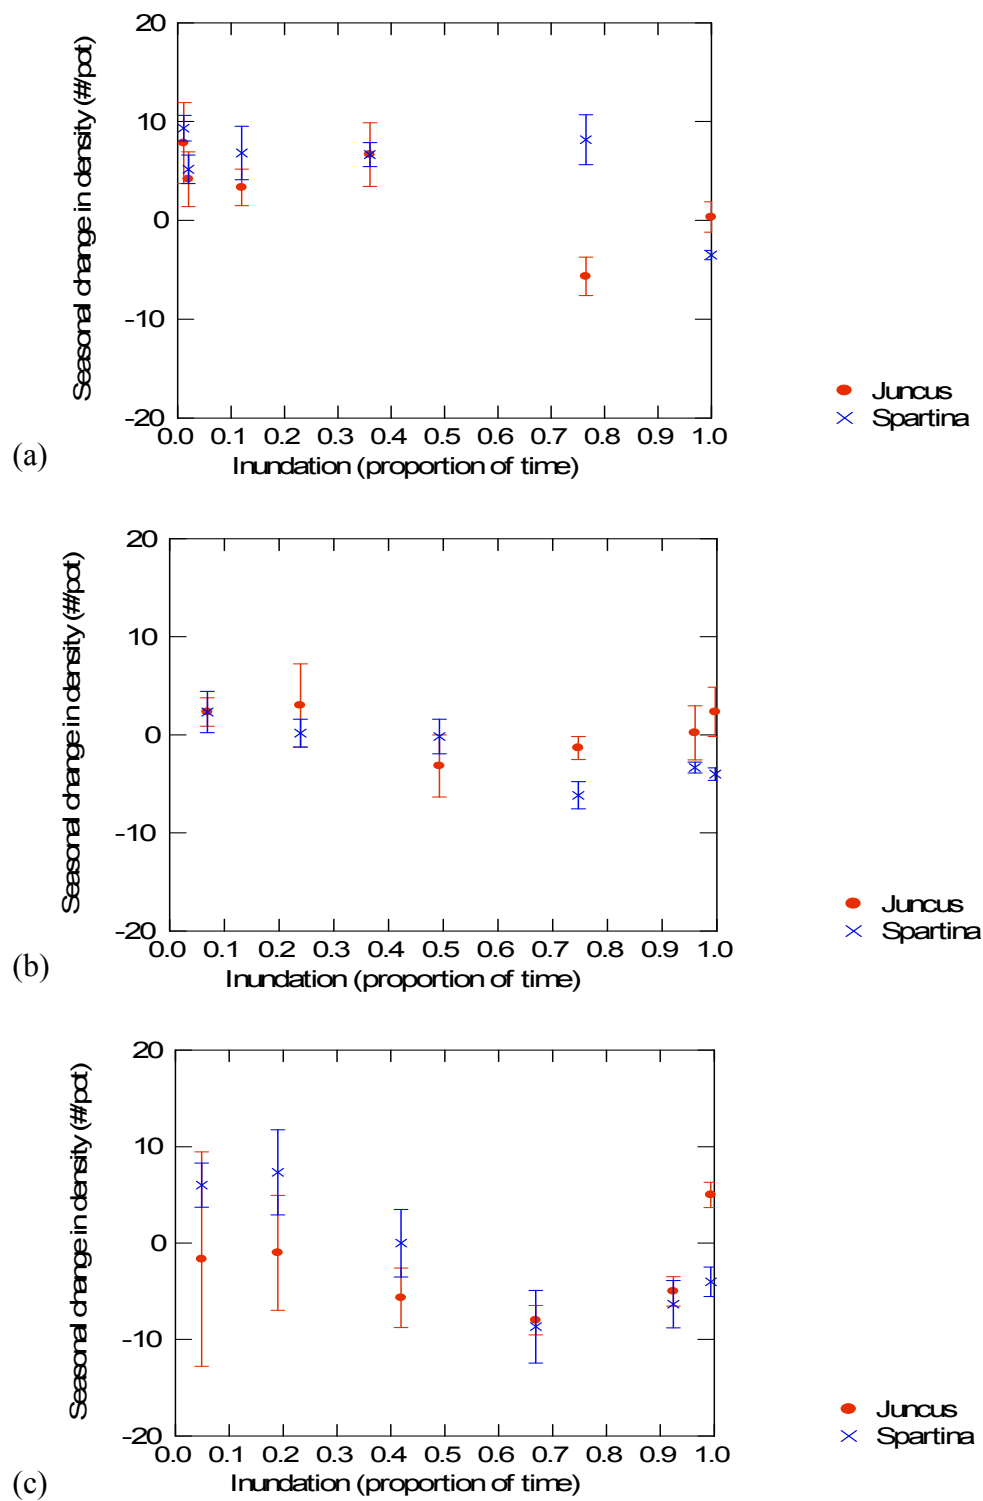 20
10
0
-10
-20
Seasonal change in density (#/pot)
0.0 0.1 0.2 0.3 0.4 0.5 0.6 0.7 0.8 0.9 1.0
Inundation (proportion of time)
Juncus
Spartina
(a)
20
10
0
-10
-20
Seasonal change in density (#/pot)
0.0 0.1 0.2 0.3 0.4 0.5 0.6 0.7 0.8 0.9 1.0
Inundation (proportion of time)
Juncus
Spartina
(b)
20
10
0
-10
-20
Seasonal change in density (#/pot)
0.0 0.1 0.2 0.3 0.4 0.5 0.6 0.7 0.8 0.9 1.0
Inundation (proportion of time)
Juncus
Spartina
(c)